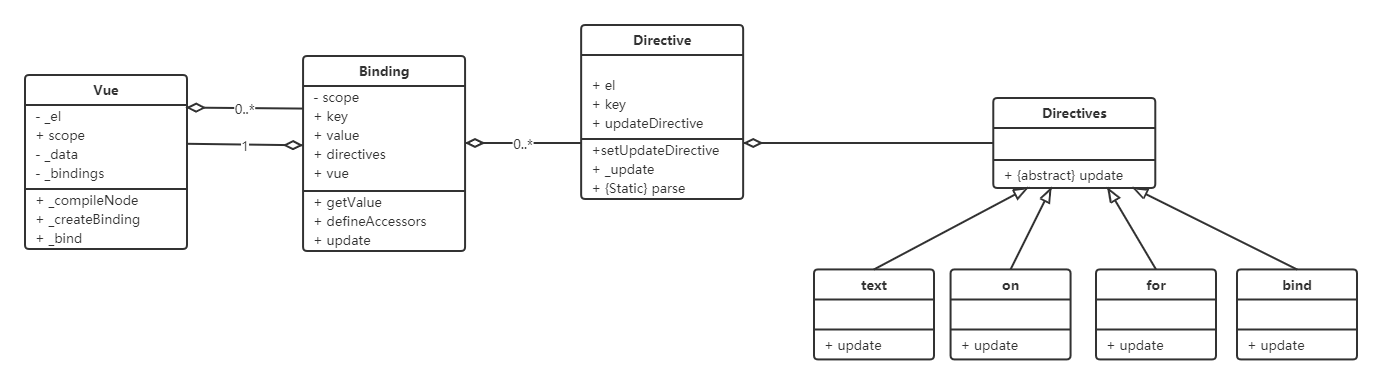 Vue
- _el
+ scope
- _data
- _bindings
+ _compileNode
+ _createBinding
+ _bind
0..*
1
Binding
- scope
+ key
+ value
+ directives
+ vue
+ getValue
+ defineAccessors
+ update
0..*
Directive
+ el
+ key
+ updateDirective
+setUpdateDirective
+ _update
+ {Static} parse
Directives
+ {abstract} update
text
+ update
on
+ update
for
+ update
bind
+ update